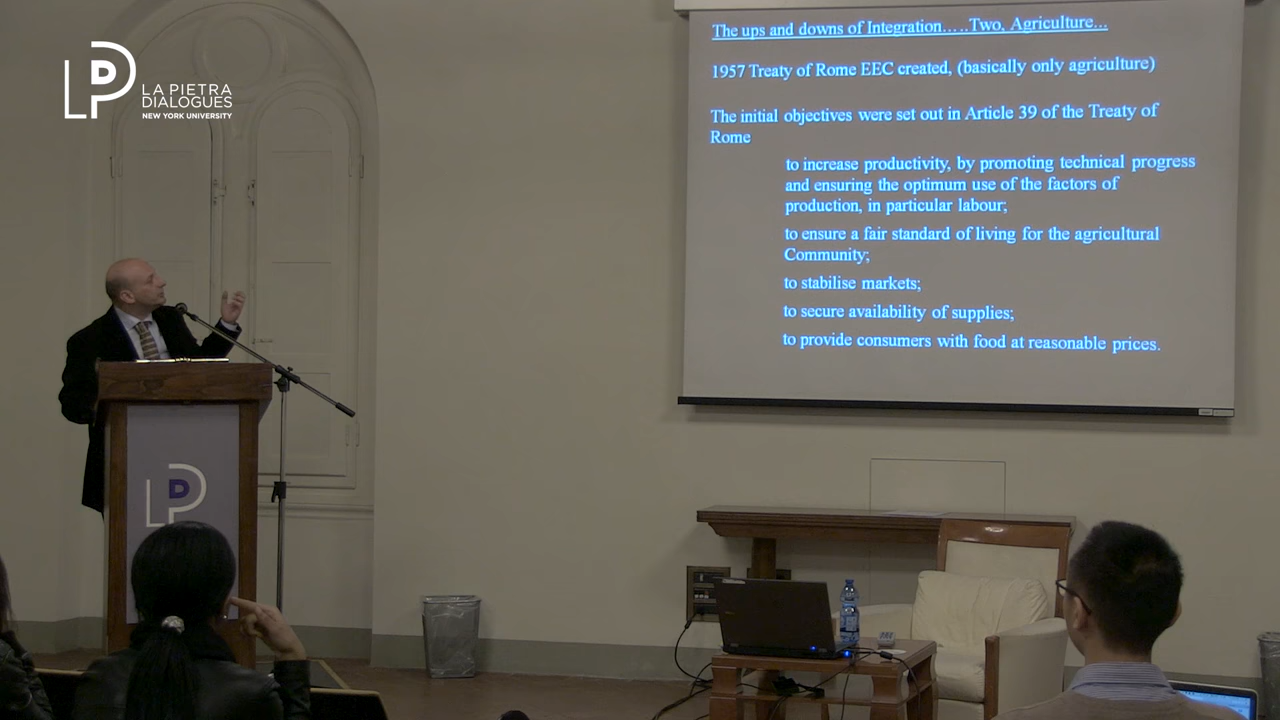 LA PIETRA
DIALOGUES
NEW YORK UNIVERSITY
The ups and downs of Integration.....Two, Agriculture...
1957 Treaty of Rome EEC created, (basically only agriculture)
The initial objectives were set out in Article 39 of the Treaty of
Rome
to increase productivity, by promoting technical progress
and ensuring the optimum use of the factors of
production, in particular labour;
to ensure a fair standard of living for the agricultural
Community;
to stabilise markets;
to secure availability of supplies;
to provide consumers with food at reasonable prices.